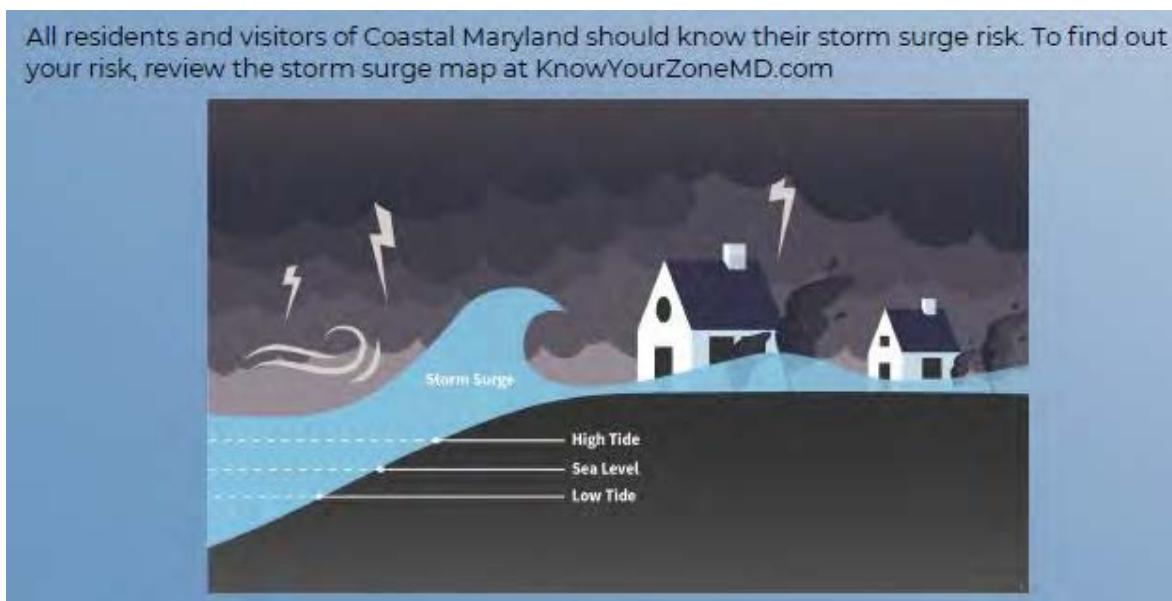 All residents and visitors of Coastal Maryland should know their storm surge risk. To find out
your risk, review the storm surge map at KnowYourZoneMD.com
Storm Surge
High Tide
Sea Level
Low Tide